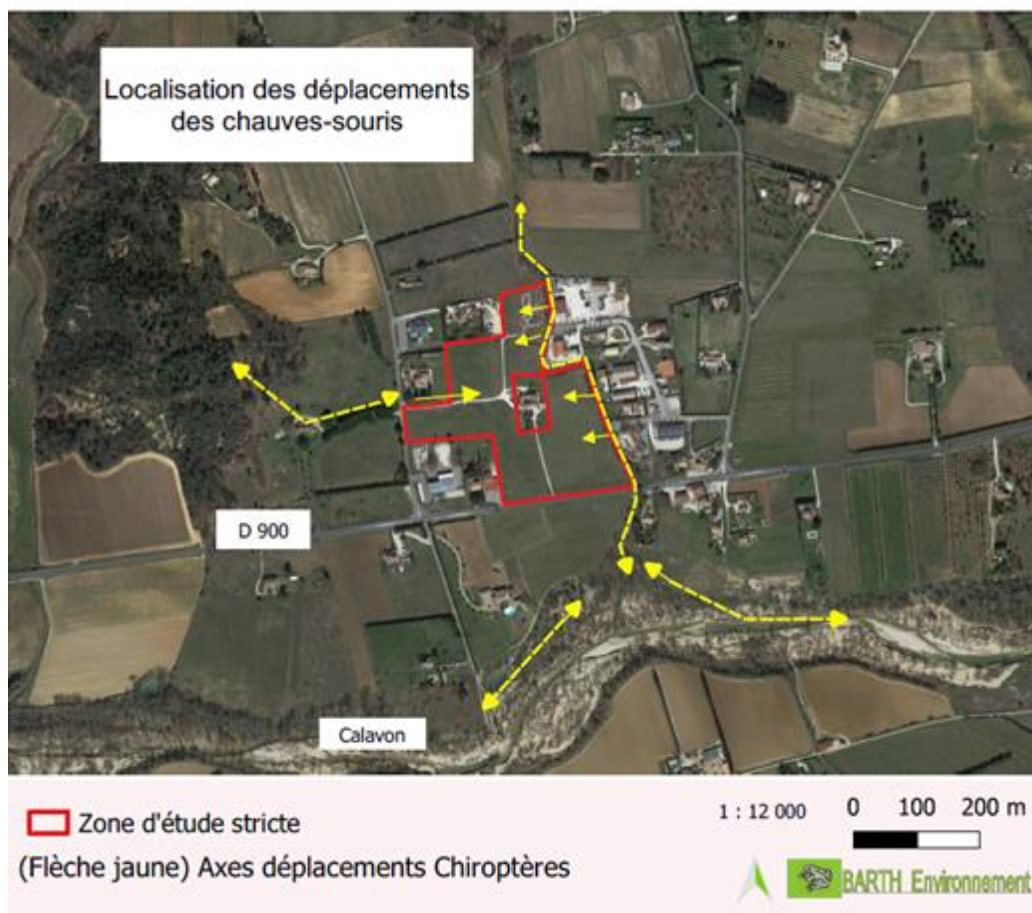 Localisation des déplacements
des chauves-souris
D 900
Calavon
Zone d'étude stricte
1 : 12 000
0 100 200 m
(Flèche jaune) Axes déplacements Chiroptères
BARTH Environnement